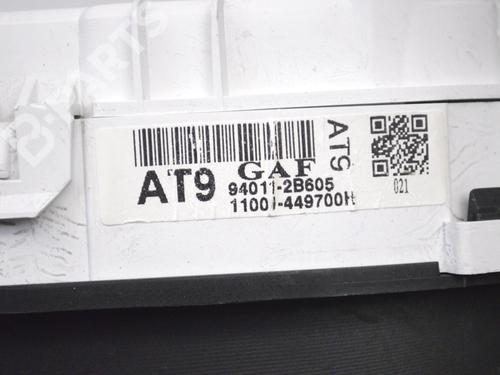 B-PARTS
AT9
GAF
94011-2B605
1100I-449700H
AT9
021